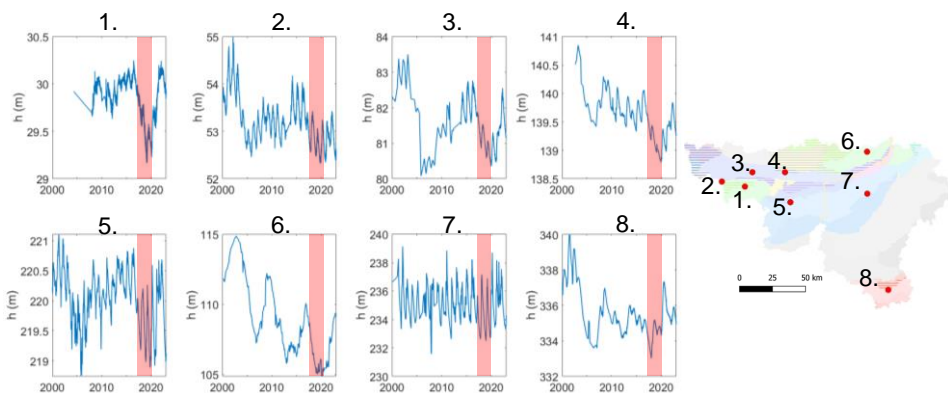 1. 2. 3. 4.
30.5
30
29.5
29
h (m)
2000 2010 2020
55
54
53
52
h (m)
2000 2010 2020
84
83
82
81
80
h (m)
2000 2010 2020
141
140.5
140
139.5
139
138.5
h (m)
2000 2010 2020
5. 6. 7. 8.
221
220.5
220
219.5
219
h (m)
2000 2010 2020
115
110
105
h (m)
2000 2010 2020
240
238
236
234
232
230
h (m)
2000 2010 2020
340
338
336
334
332
h (m)
2000 2010 2020
6.
3. 4.
2. 7.
1. 5.
8.
0 25 50 km